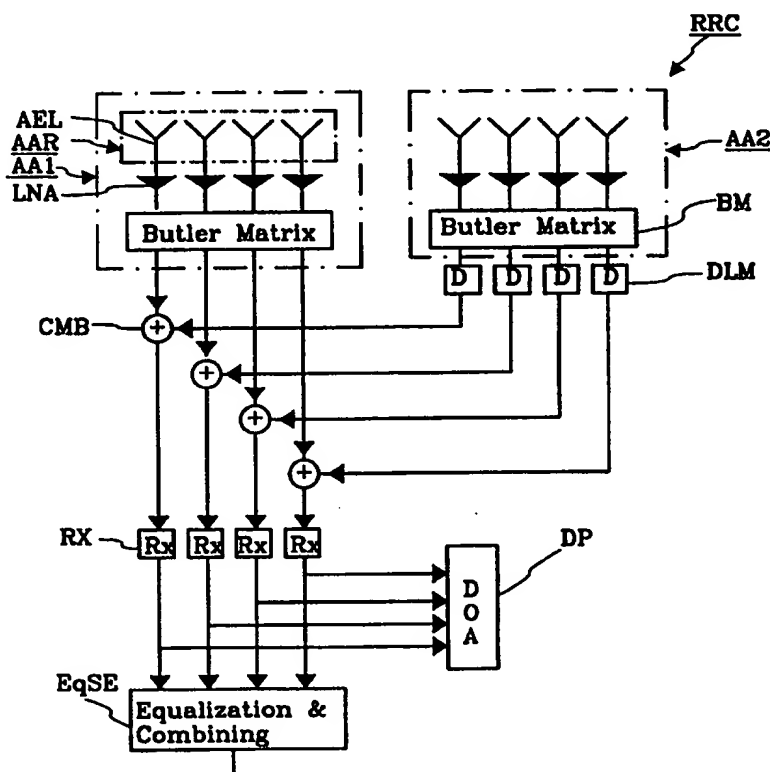 RRC
AEL
AAR
AA1
LNA
AA2
Butler Matrix
Butler Matrix
BM
D D D D
DLM
CMB
+
+
+
+
RX
Rx Rx Rx Rx
DP
D
O
A
EqSE
Equalization &
Combining